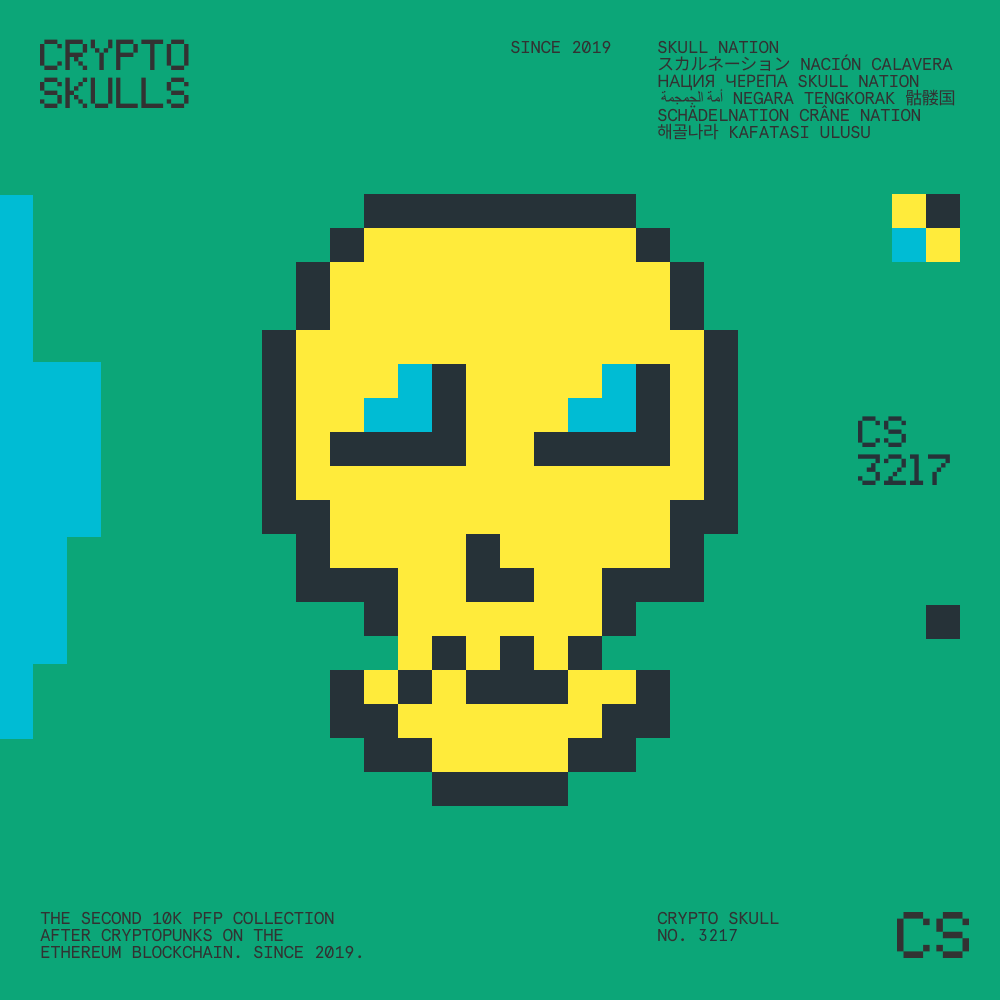 CRYPTO
SKULLS
SINCE 2019
SKULL NATION
スカルネーション NACIÓN CALAVERA
НАЦИЯ ЧЕРЕПА SKULL NATION
أمة الجمجمة NEGARA TENGKORAK 骷髅国
SCHÄDELNATION CRÂNE NATION
해골나라 KAFATASI ULUSU
CS
3217
THE SECOND 10K PFP COLLECTION
AFTER CRYPTOPUNKS ON THE
ETHEREUM BLOCKCHAIN. SINCE 2019.
CRYPTO SKULL
NO. 3217
CS